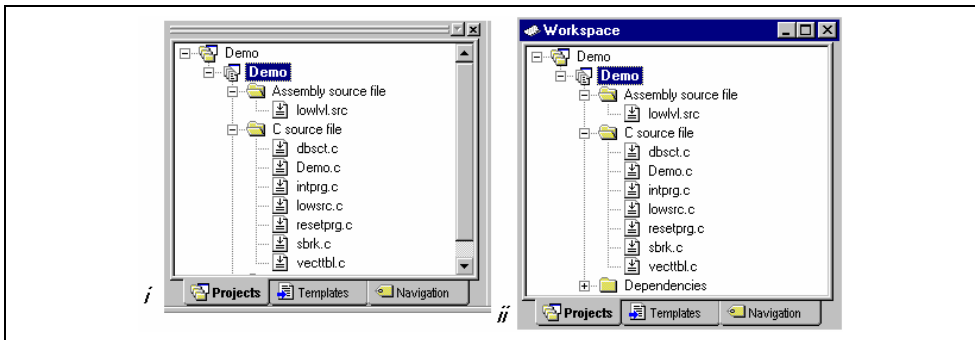 Demo
Demo
Assembly source file
lowlvl.src
C source file
dbsct.c
Demo.c
intprg.c
lowsrc.c
resetprg.c
sbrk.c
vecttbl.c
Projects Templates Navigation
i
Workspace
Demo
Demo
Assembly source file
lowlvl.src
C source file
dbsct.c
Demo.c
intprg.c
lowsrc.c
resetprg.c
sbrk.c
vecttbl.c
Dependencies
Projects Templates Navigation
ii